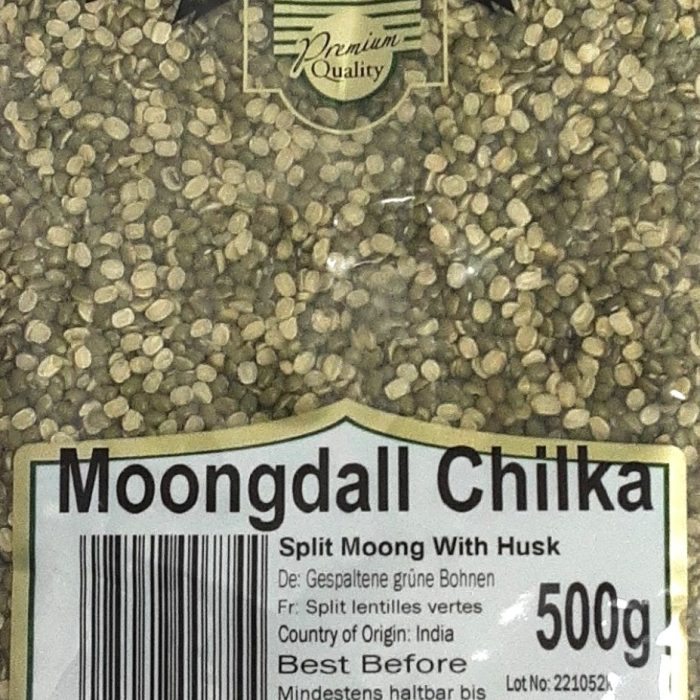 Premium
Quality
Moongdall Chilka
Split Moong With Husk
De: Gespaltene grüne Bohnen
Fr: Split lentilles vertes
Country of Origin: India
500g
Best Before
Lot No: 221052
Mindestens haltbar bis